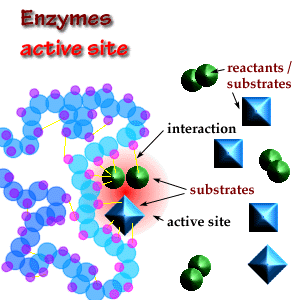 Enzymes
active site
reactants /
substrates
interaction
substrates
active site